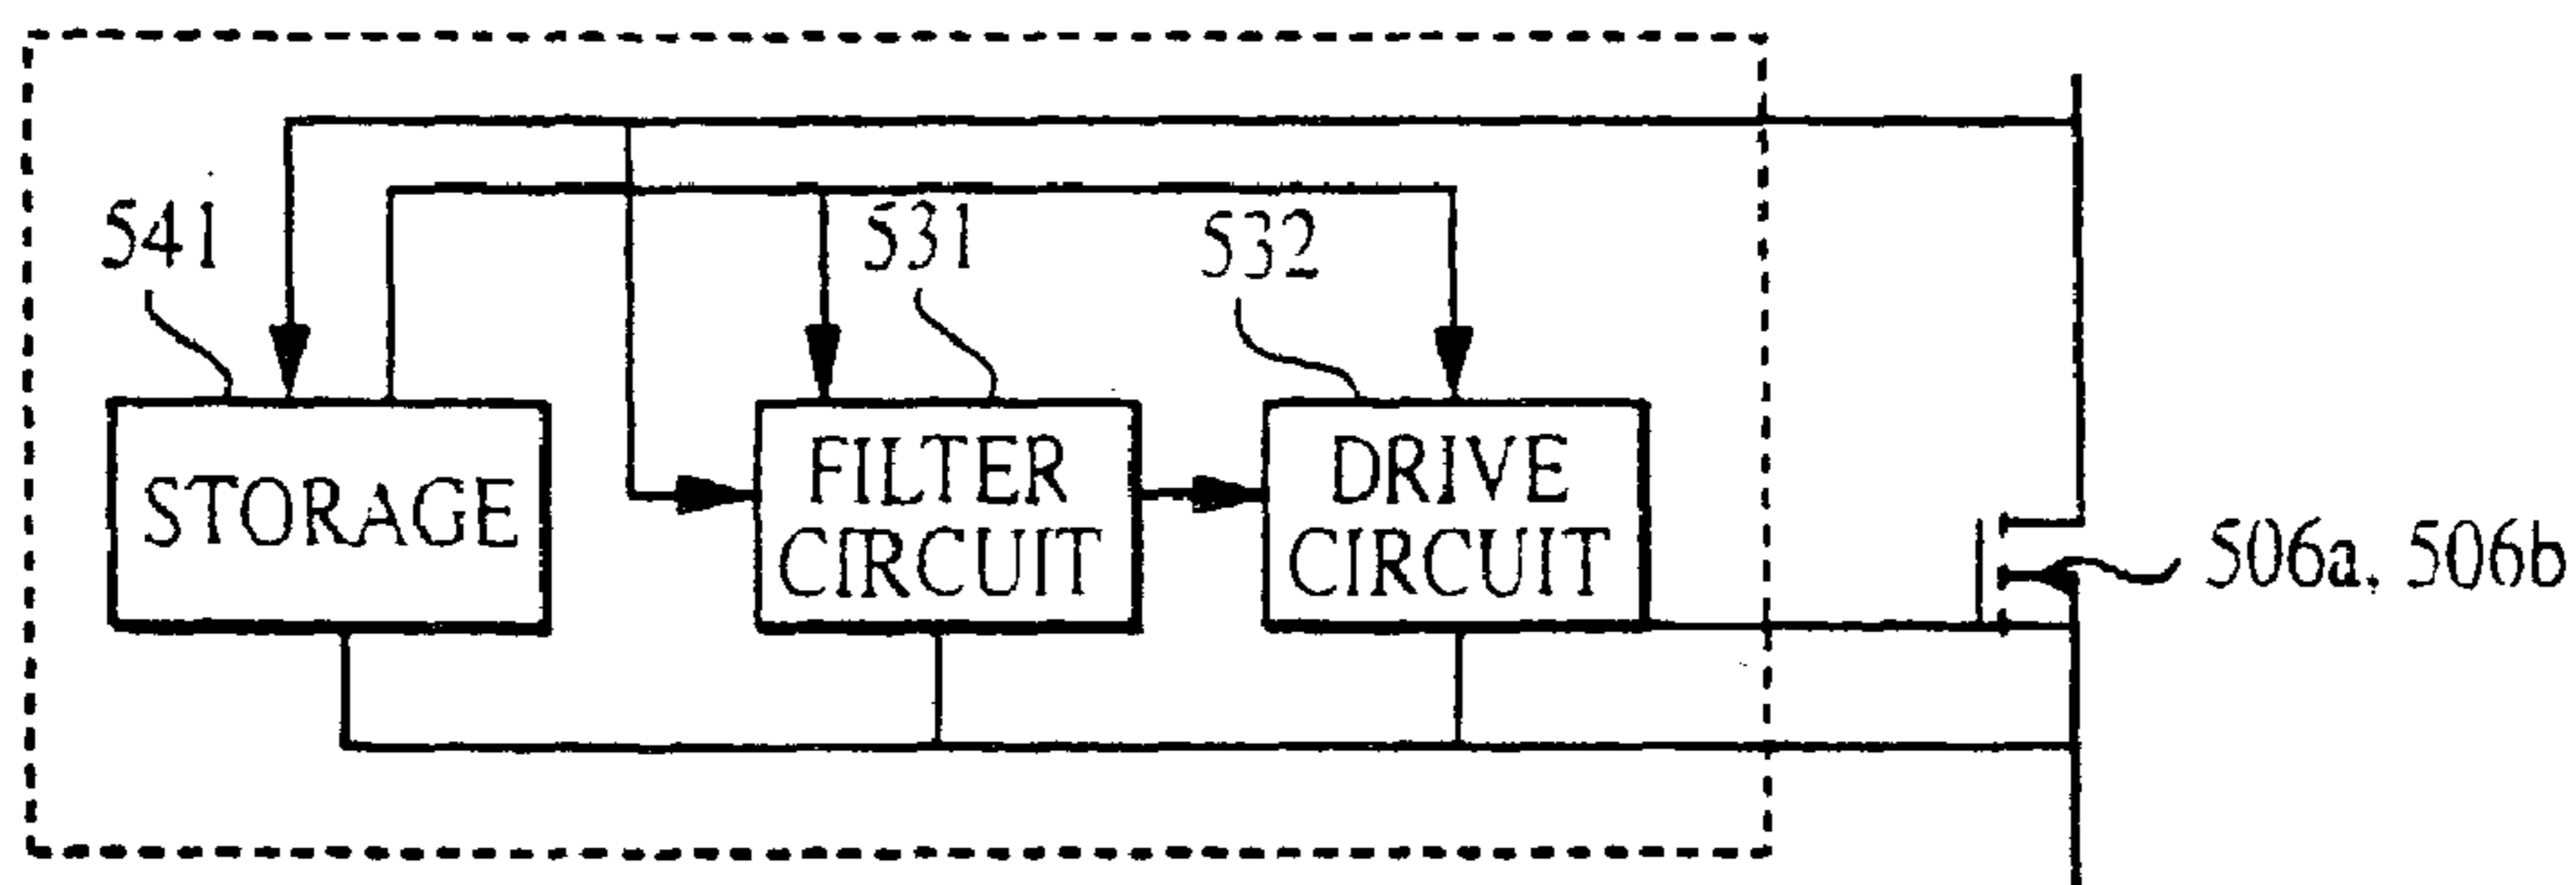 541
531
532
STORAGE
FILTER
CIRCUIT
DRIVE
CIRCUIT
506a, 506b